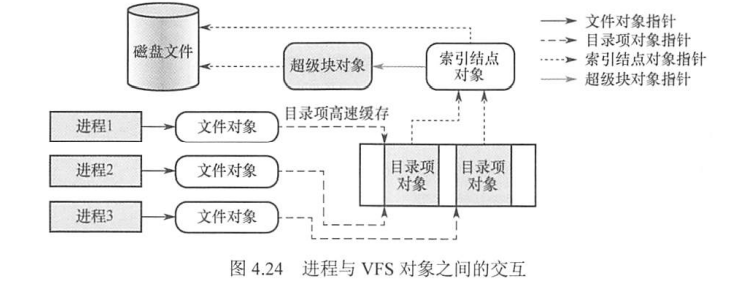 磁盘文件
超级块对象
索引结点
对象
文件对象指针
目录项对象指针
索引结点对象指针
超级块对象指针
进程1
文件对象
目录项高速缓存
进程2
文件对象
目录项
对象
目录项
对象
进程3
文件对象
图 4.24 进程与 VFS 对象之间的交互